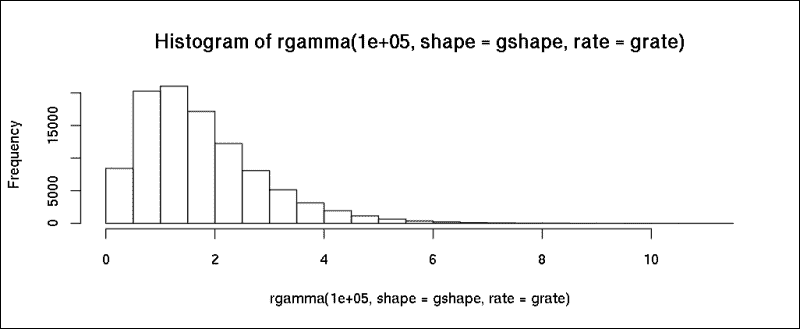 Histogram of rgamma(1e+05, shape = gshape, rate = grate)
Frequency
15000
5000
0
0 2 4 6 8 10
rgamma(1e+05, shape = gshape, rate = grate)